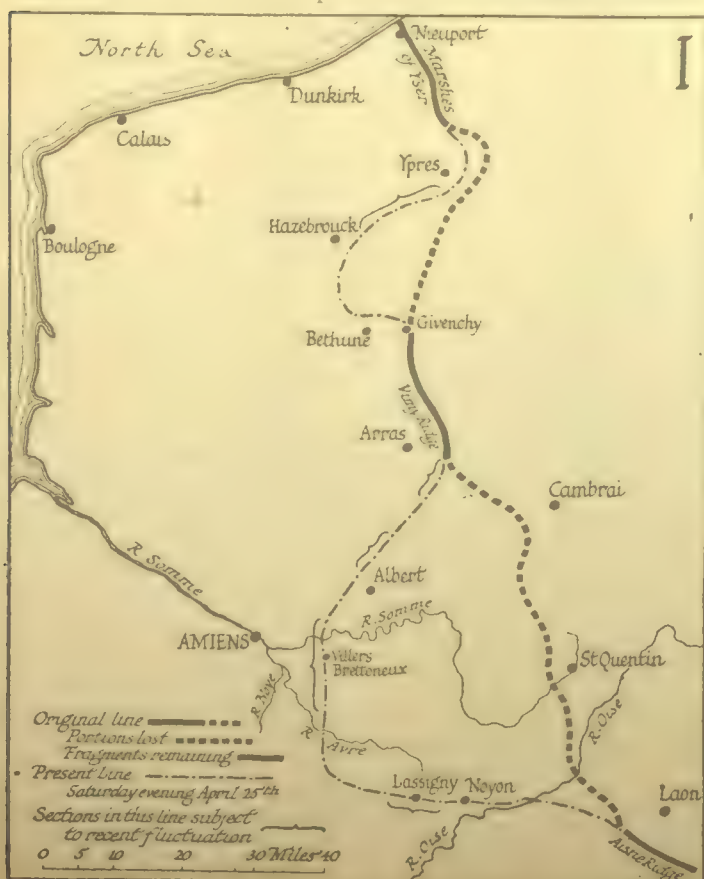 I
North Sea
Nieuport
Marshes
of Yser
Dunkirk
Calais
Ypres
Hazebrouck
Boulogne
Bethune
Givenchy
Vimy Ridge
Arras
Cambrai
R. Somme
Albert
R. Somme
AMIENS
Villers
Brettoneux
St Quentin
R. Noye
R. Avre
R. Oise
Original line
Portions lost
Fragments remaining
Present Line
Saturday evening April 25th
Sections in this line subject
to recent fluctuation
Lassigny
Noyon
Laon
R. Oise
Aisne Ridge
0 5 10 20 30 Miles 40